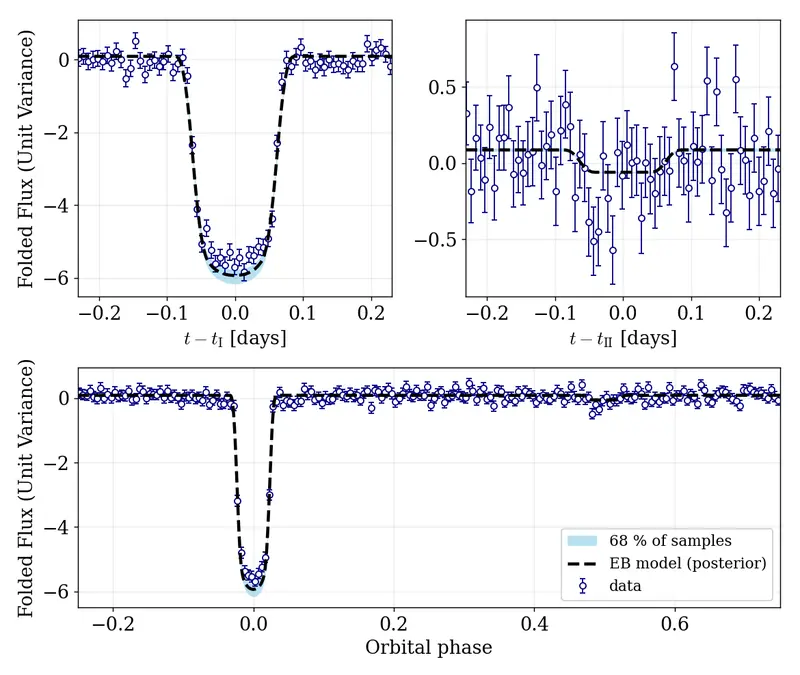 Folded Flux (Unit Variance)
0
−2
−4
−6
−0.2 −0.1 0.0 0.1 0.2
t − tI [days]
0.5
0.0
−0.5
−0.2 −0.1 0.0 0.1 0.2
t − tII [days]
Folded Flux (Unit Variance)
0
−2
−4
−6
68 % of samples
EB model (posterior)
data
−0.2 0.0 0.2 0.4 0.6
Orbital phase